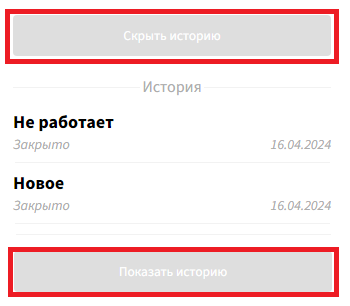 Скрыть историю
История
Не работает
Закрыто 16.04.2024
Новое
Закрыто 16.04.2024
Показать историю